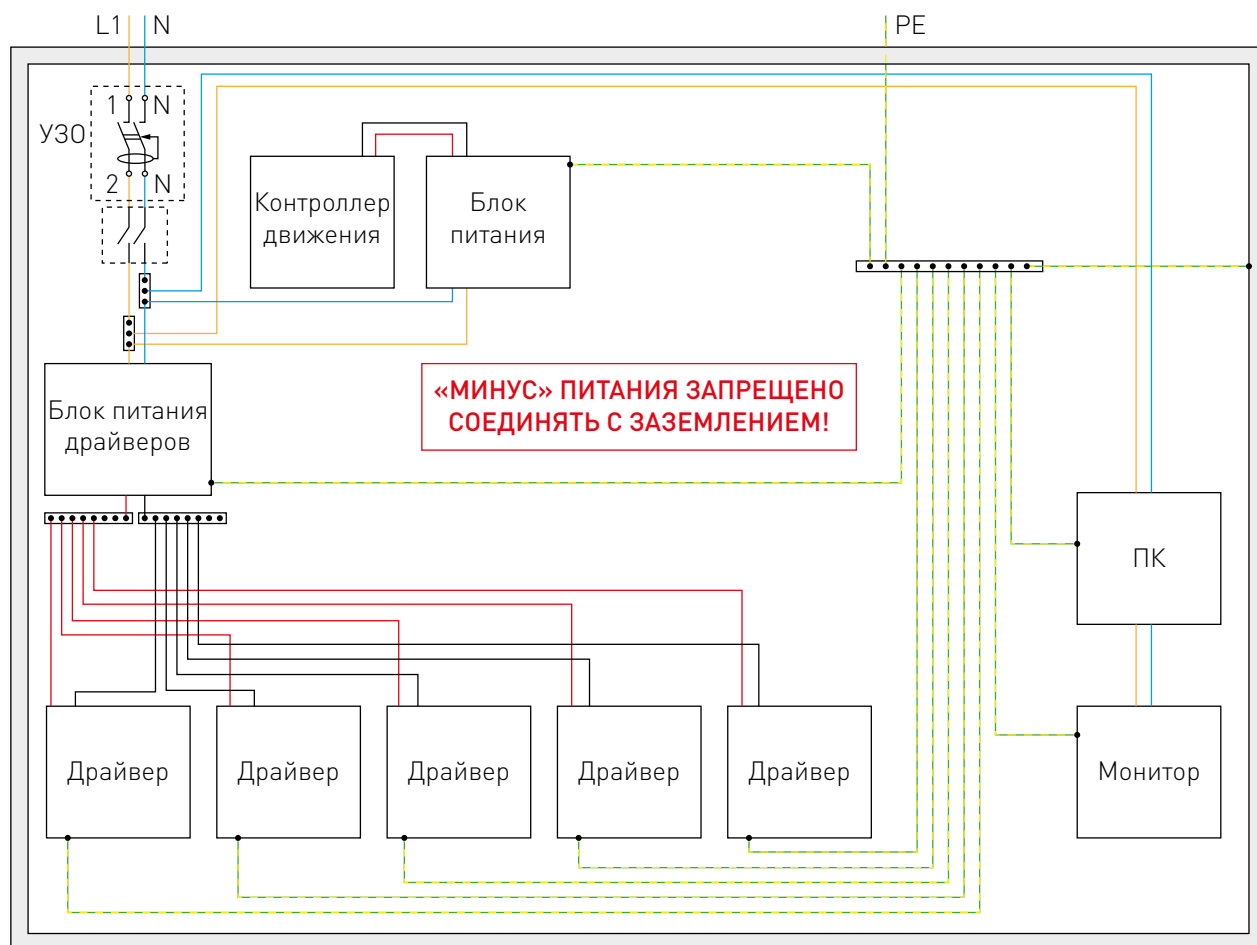 L1 N
PE
1 N
УЗО
2 N
Контроллер
движения
Блок
питания
«МИНУС» ПИТАНИЯ ЗАПРЕЩЕНО
СОЕДИНЯТЬ С ЗАЗЕМЛЕНИЕМ!
Блок питания
драйверов
ПК
Драйвер
Драйвер
Драйвер
Драйвер
Драйвер
Монитор